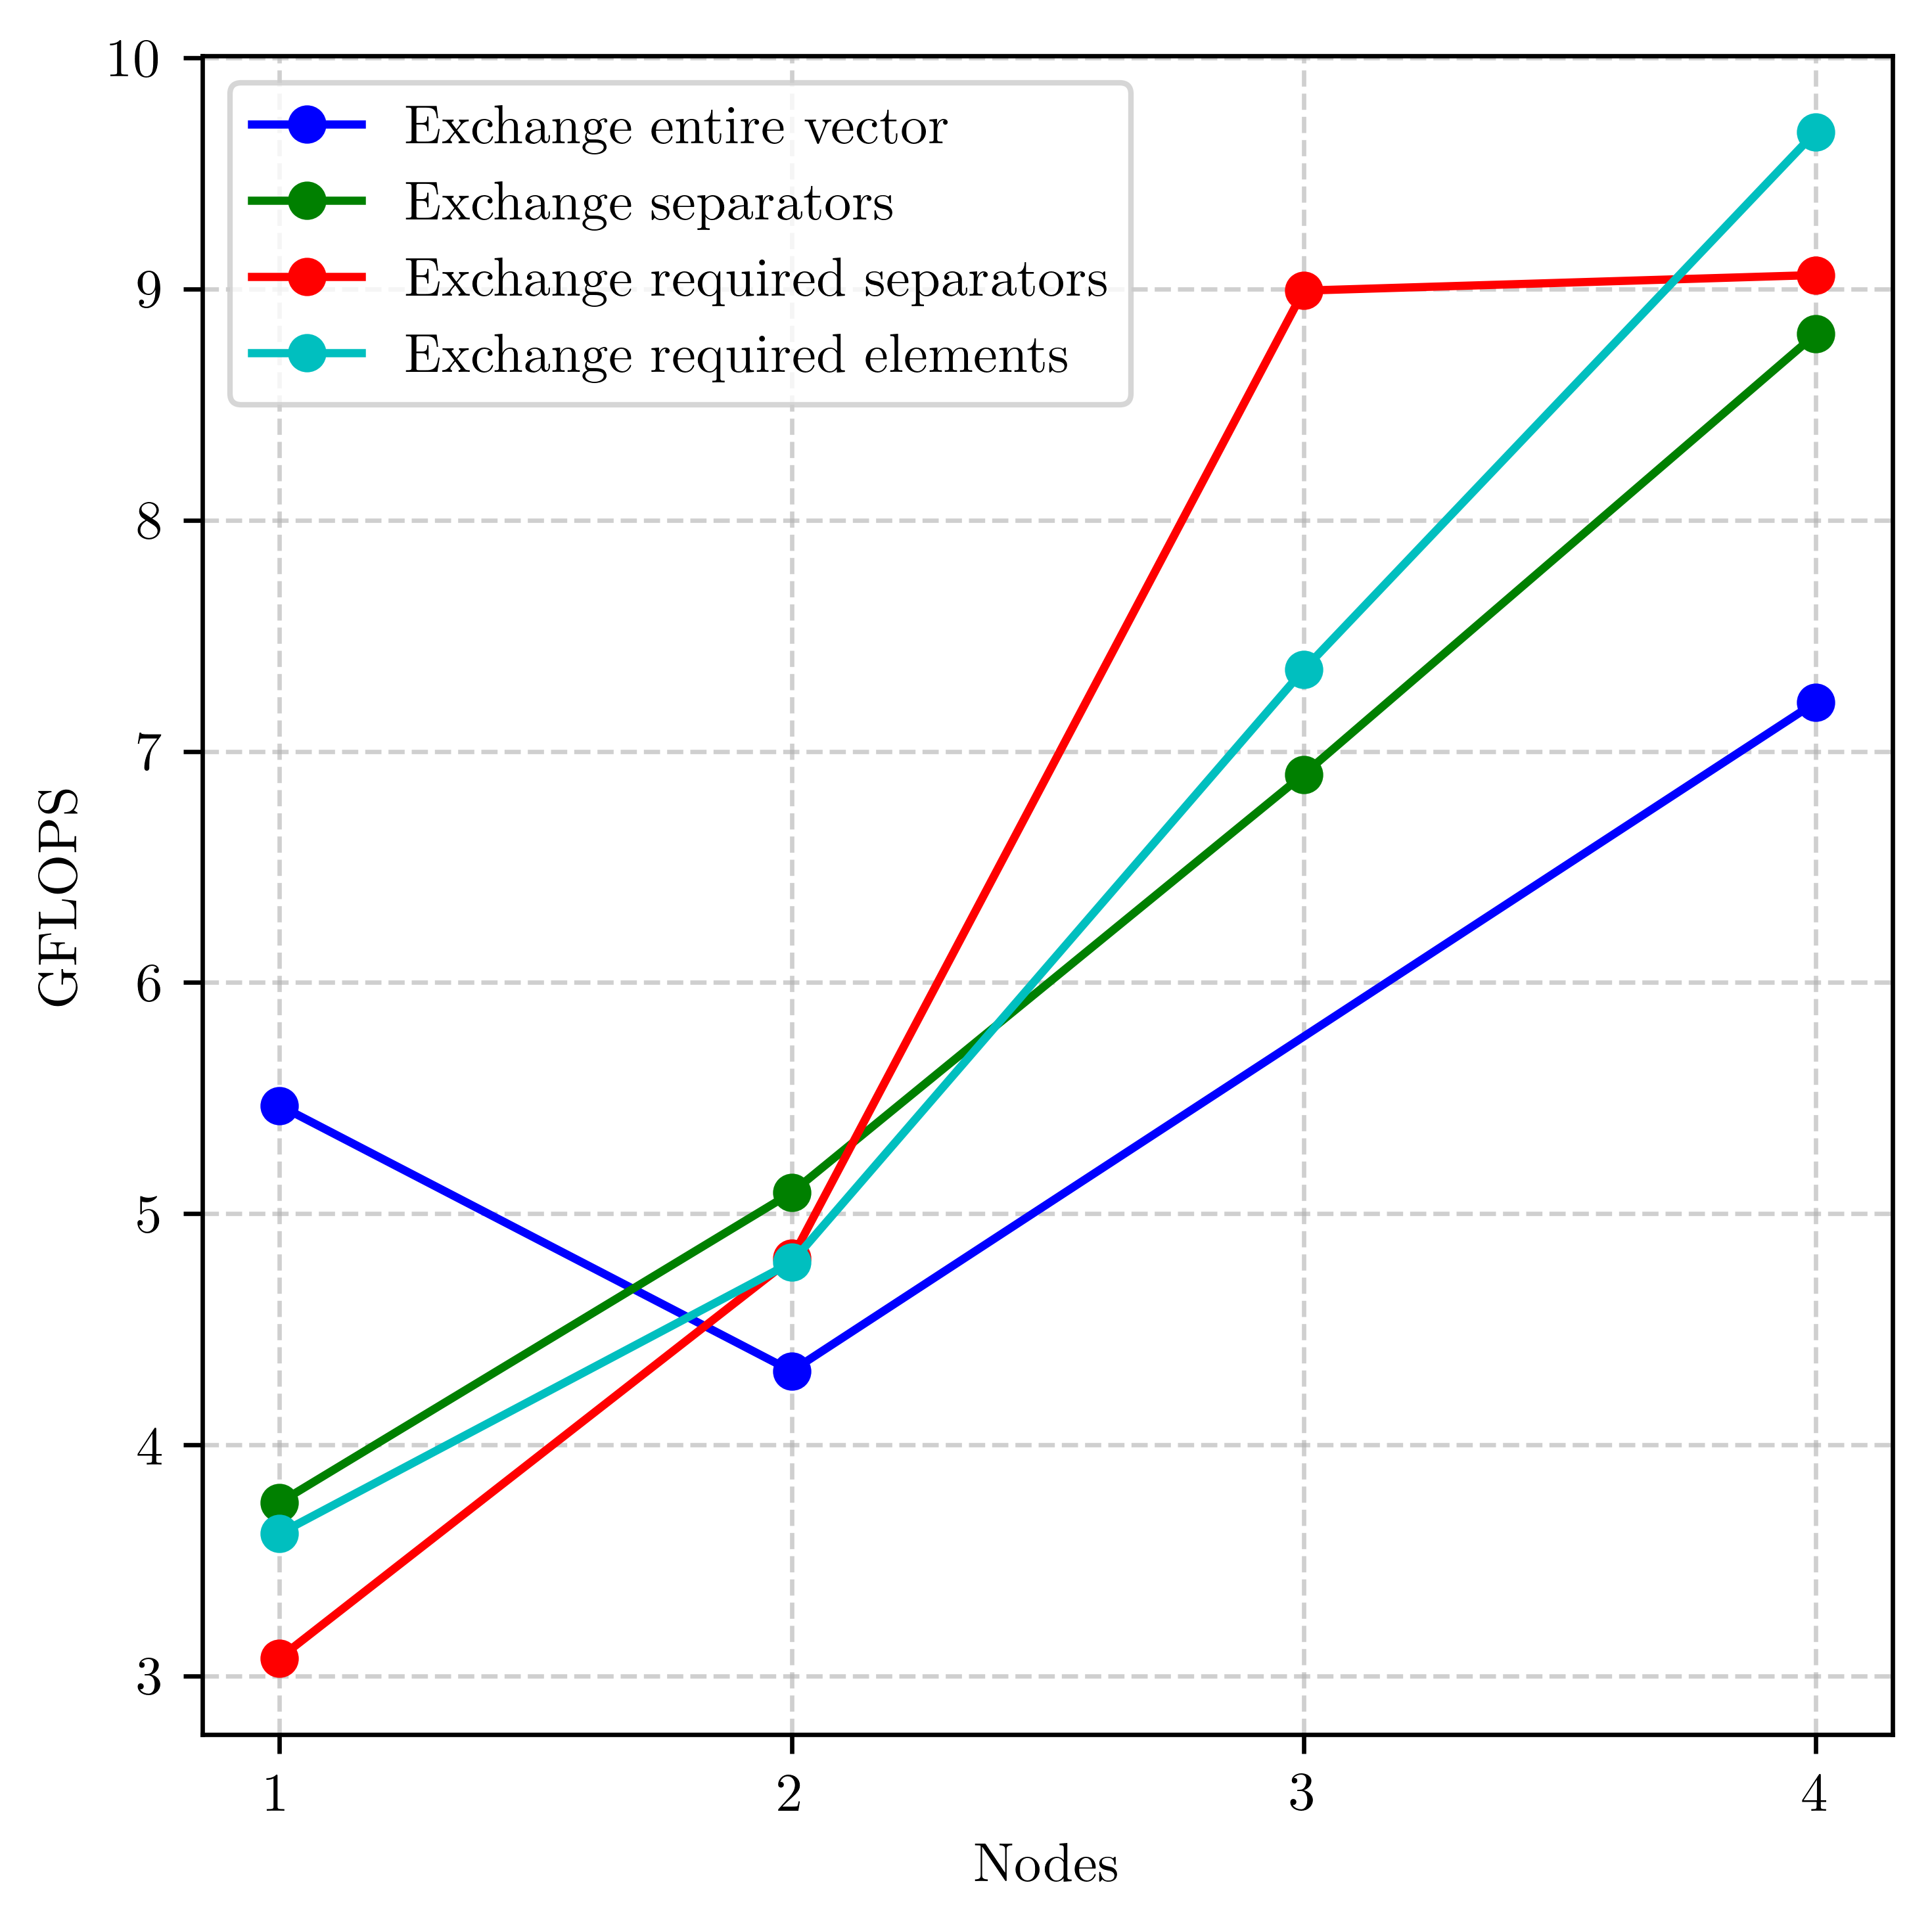 10
9
8
7
6
5
4
3
GFLOPS
Exchange entire vector
Exchange separators
Exchange required separators
Exchange required elements
1 2 3 4
Nodes